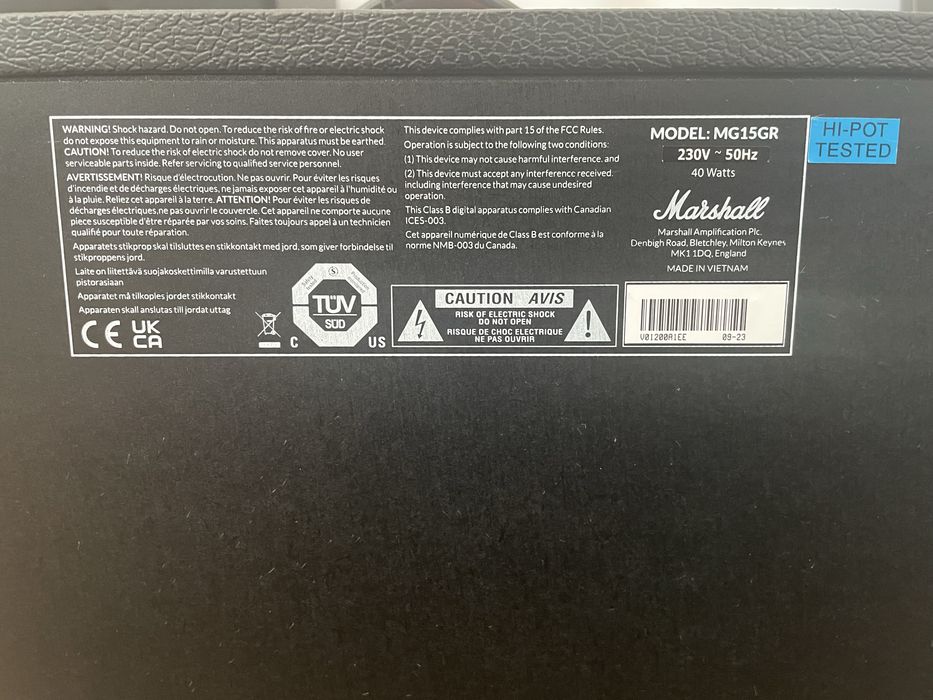 WARNING! Shock hazard. Do not open. To reduce the risk of fire or electric shock
do not expose this equipment to rain or moisture. This apparatus must be earthed.
CAUTION! To reduce the risk of electric shock do not remove cover. No user
serviceable parts inside. Refer servicing to qualified service personnel.
AVERTISSEMENT! Risque d'électrocution. Ne pas ouvrir. Pour éviter les risques
d'incendie et de décharges électriques, ne jamais exposer cet appareil à l'humidité ou
à la pluie. Reliez cet appareil à la terre. ATTENTION! Pour éviter les risques de
décharges électriques,ne pas ouvrir le couvercle. Cet appareil ne comporte aucune
pièce susceptible d'être réparée par vos soins. Faites toujours appel à un technicien
qualifié pour toute réparation.
Apparatets stikprop skal tilsluttes en stikkontakt med jord, som giver forbindelse til
stikproppens jord.
Laite on liitettävä suojakoskettimilla varustettuun
pistorasiaan
Apparatet må tilkoples jordet stikkontakt
Apparaten skall anslutas till jordat uttag
CE UK
CA
TÜV
SÜD
C US
This device complies with part 15 of the FCC Rules.
Operation is subject to the following two conditions:
(1) This device may not cause harmful interference, and
(2) This device must accept any interference received,
including interference that may cause undesired
operation.
This Class B digital apparatus complies with Canadian
ICES-003.
Cet appareil numérique de Class B est conforme à la
norme NMB-003 du Canada.
CAUTION AVIS
RISK OF ELECTRIC SHOCK
DO NOT OPEN
RISQUE DE CHOC ELECTRIQUE
NE PAS OUVRIR
MODEL: MG15GR
230V ~ 50Hz
40 Watts
Marshall
Marshall Amplification Plc.
Denbigh Road, Bletchley, Milton Keynes
MK1 1DQ, England
MADE IN VIETNAM
V01200A1EE 09-23
HI-POT
TESTED